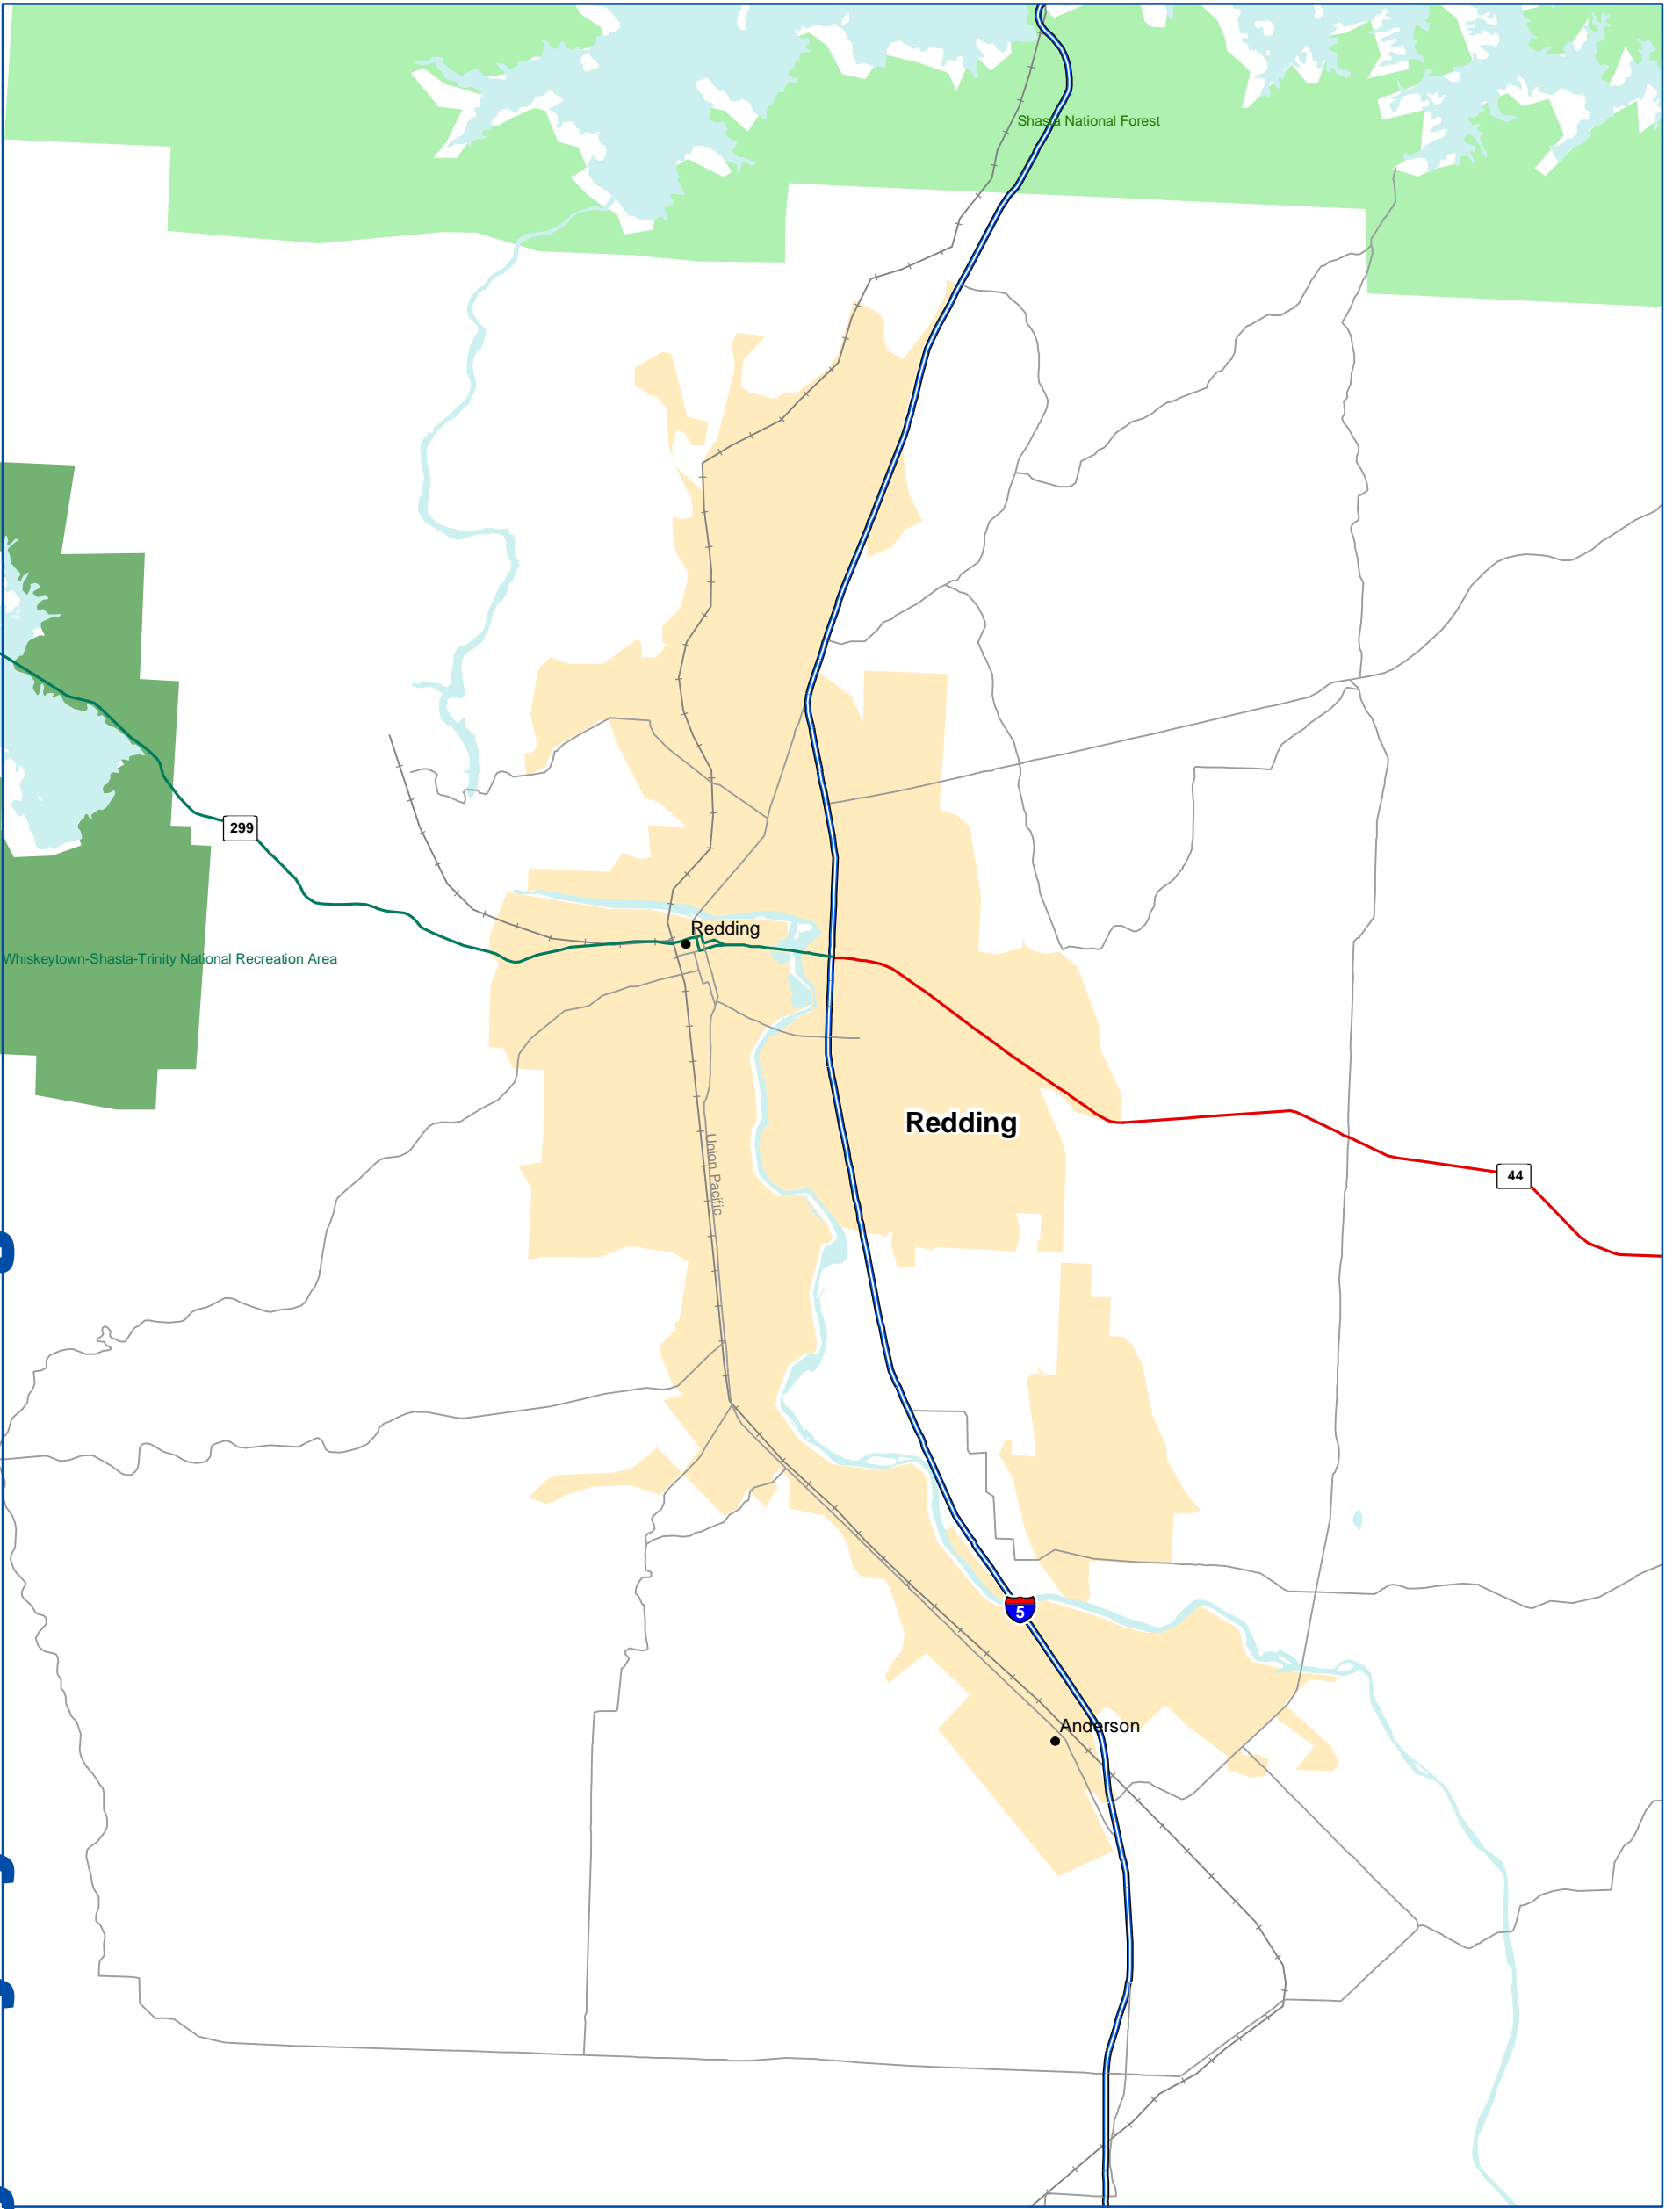 Shasta National Forest
299
Redding
Whiskeytown-Shasta-Trinity National Recreation Area
Redding
Union Pacific
44
5
Anderson